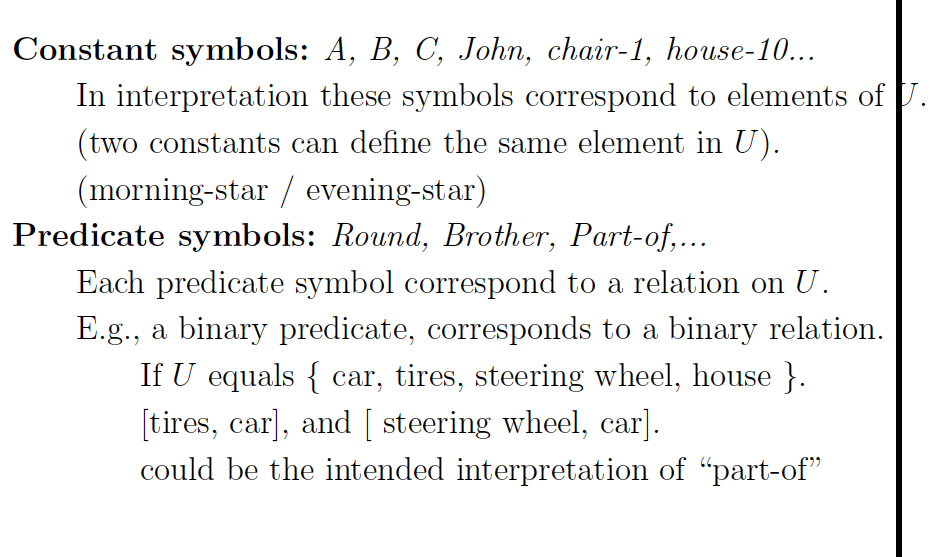 Constant symbols: A, B, C, John, chair-1, house-10...
In interpretation these symbols correspond to elements of U.
(two constants can define the same element in U).
(morning-star / evening-star)
Predicate symbols: Round, Brother, Part-of,...
Each predicate symbol correspond to a relation on U.
E.g., a binary predicate, corresponds to a binary relation.
If U equals { car, tires, steering wheel, house }.
[tires, car], and [ steering wheel, car].
could be the intended interpretation of “part-of”